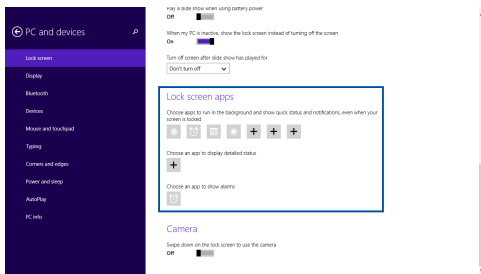 PC and devices
Lock screen
Display
Bluetooth
Devices
Mouse and touchpad
Typing
Corners and edges
Power and sleep
AutoPlay
PC info
Play a slide show when using battery power
Off
When my PC is inactive, show the lock screen instead of turning off the screen
On
Turn off screen after slide show has played for
Don't turn off
Lock screen apps
Choose apps to run in the background and show quick status and notifications, even when your
screen is locked
Choose an app to display detailed status
Choose an app to show alarms
Camera
Swipe down on the lock screen to use the camera
Off